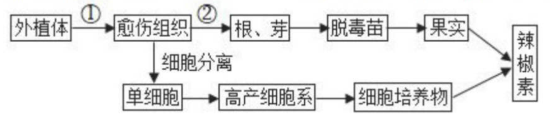 ① ②
外植体 愈伤组织 根、芽 脱毒苗 果实
细胞分离
单细胞 高产细胞系 细胞培养物
辣椒素